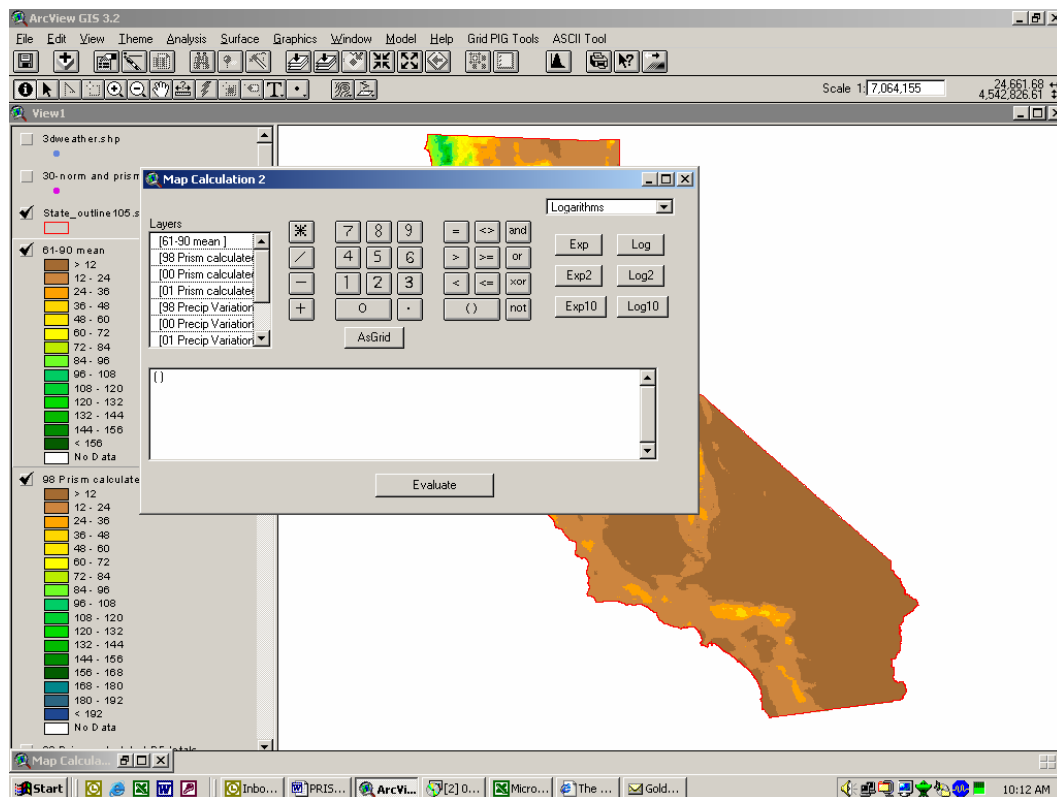 ArcView GIS 3.2
File Edit View Theme Analysis Surface Graphics Window Model Help Grid PIG Tools ASCII Tool
Scale 1: 7,064,155
24,661.68
4,542,826.61
View1
3dweather.shp
30-norm and prism
State_outline105.s
61-90 mean
> 12
12 - 24
24 - 36
36 - 48
48 - 60
60 - 72
72 - 84
84 - 96
96 - 108
108 - 120
120 - 132
132 - 144
144 - 156
< 156
No Data
98 Prism calculate
> 12
12 - 24
24 - 36
36 - 48
48 - 60
60 - 72
72 - 84
84 - 96
96 - 108
108 - 120
120 - 132
132 - 144
144 - 156
156 - 168
168 - 180
180 - 192
< 192
No Data
Map Calculation 2
Logarithms
Layers
[61-90 mean ]
[98 Prism calculated
[00 Prism calculated
[01 Prism calculated
[98 Precip Variation
[00 Precip Variation
[01 Precip Variation
* 7 8 9 = <> and
/ 4 5 6 > >= or
- 1 2 3 < <= xor
+ 0 . ( ) not
AsGrid
Exp Log
Exp2 Log2
Exp10 Log10
( )
Evaluate
Map Calcula...
Start Inbo... PRIS... ArcVi... [2] 0... Micro... The ... Gold... 10:12 AM